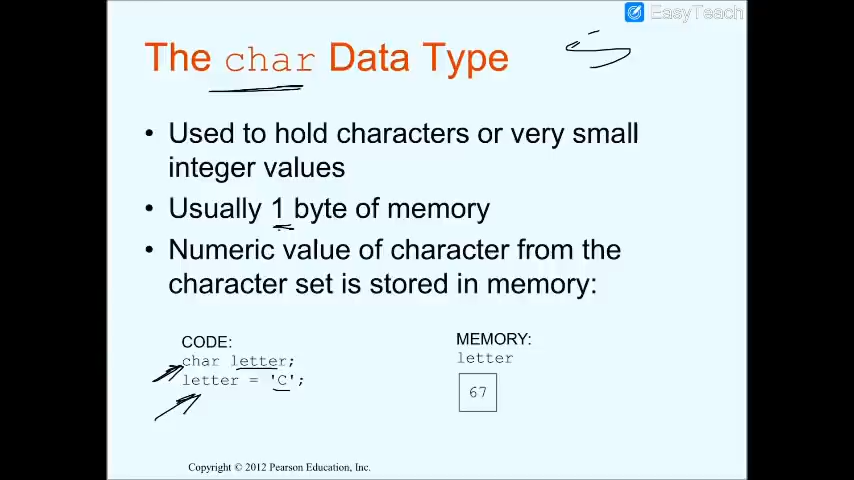 EasyTeach
The char Data Type
• Used to hold characters or very small
integer values
• Usually 1 byte of memory
• Numeric value of character from the
character set is stored in memory:
CODE:
char letter;
letter = 'C';
MEMORY:
letter
67
Copyright © 2012 Pearson Education, Inc.